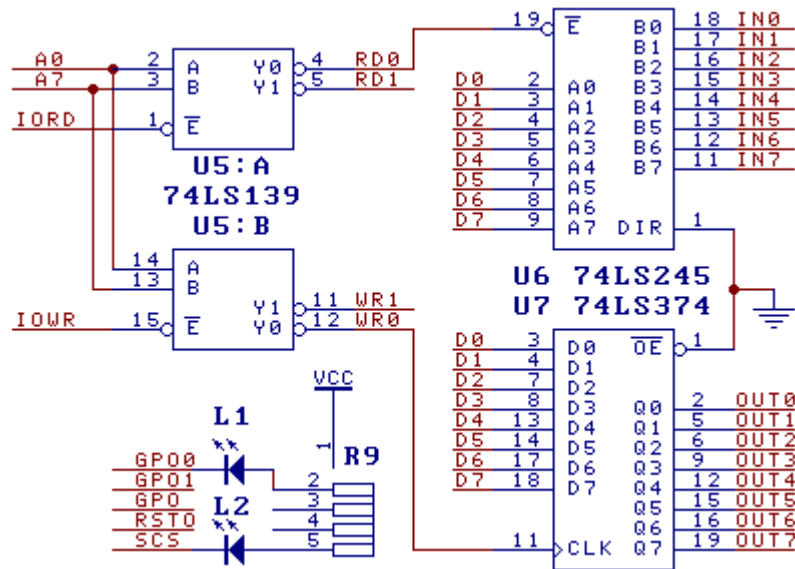 A0 2 A Y0 4 RD0
A7 3 B Y1 5 RD1
IORD 1 E
U5:A
74LS139
U5:B
14 A
13 B
Y1 11 WR1
IOWR 15 E Y0 12 WR0
19 E B0 18 IN0
B1 17 IN1
B2 16 IN2
D0 2 A0 B3 15 IN3
D1 3 A1 B4 14 IN4
D2 4 A2 B5 13 IN5
D3 5 A3 B6 12 IN6
D4 6 A4 B7 11 IN7
D5 7 A5
D6 8 A6
D7 9 A7 DIR 1
U6 74LS245
U7 74LS374
D0 3 D0 OE 1
D1 4 D1
D2 7 D2
D3 8 D3 Q0 2 OUT0
D4 13 D4 Q1 5 OUT1
D5 14 D5 Q2 6 OUT2
D6 17 D6 Q3 9 OUT3
D7 18 D7 Q4 12 OUT4
Q5 15 OUT5
Q6 16 OUT6
11 CLK Q7 19 OUT7
VCC
L1
1 R9
GPO0 2
GPO1 3
GPO L2
RSTO 4
SCS 5